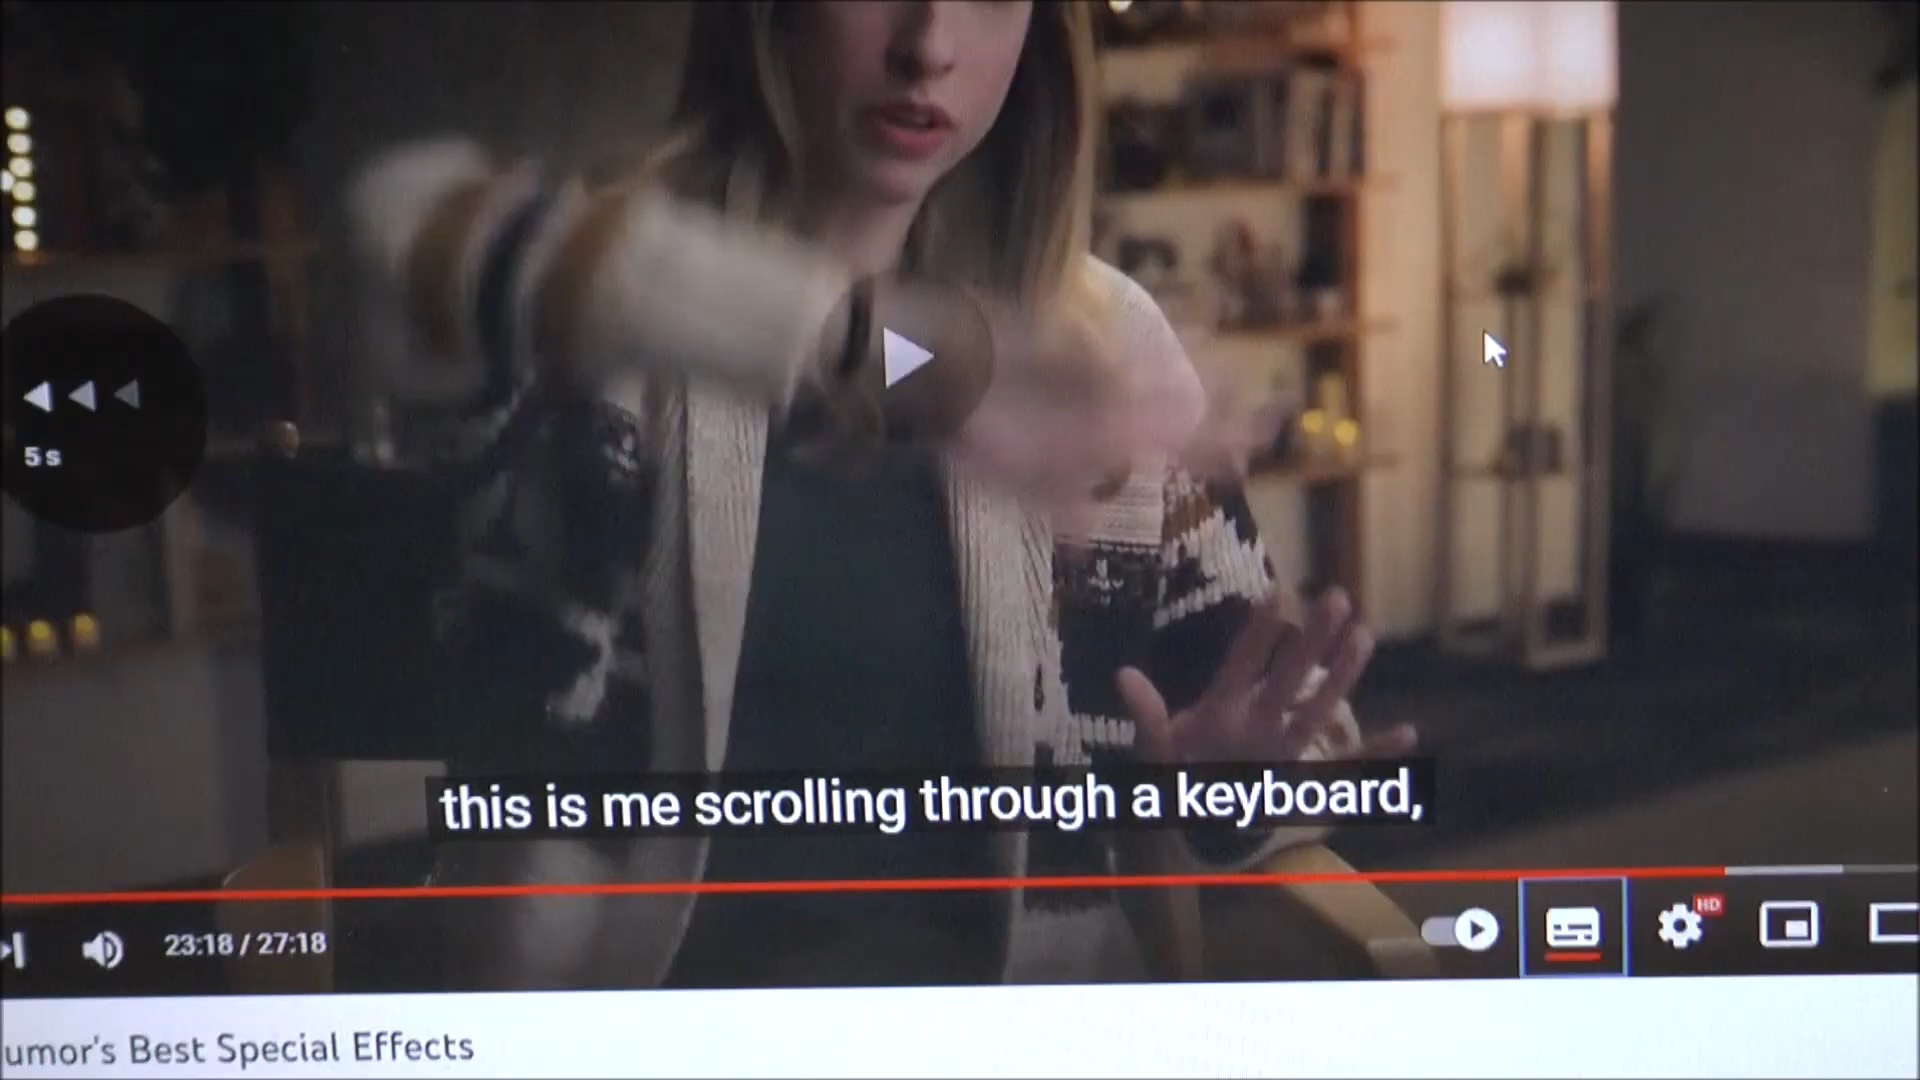 5 s
this is me scrolling through a keyboard,
23:18 / 27:18
HD
umor's Best Special Effects